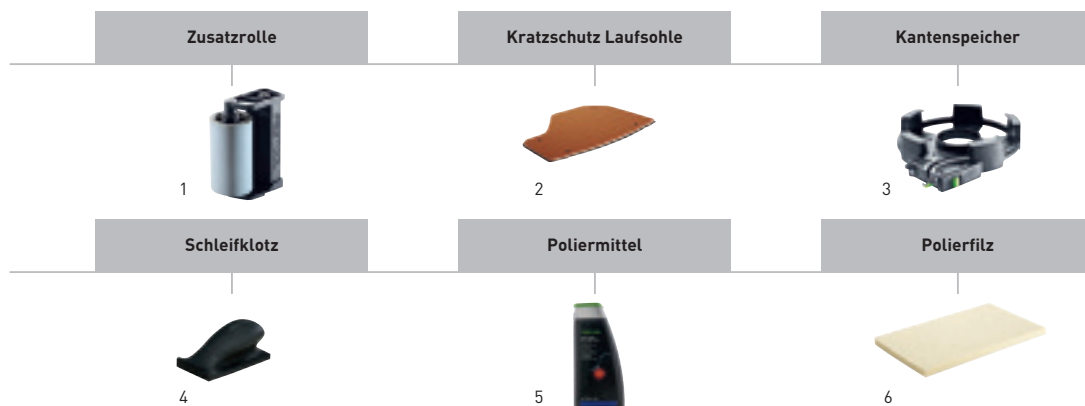 Zusatzrolle Kratzschutz Laufsohle Kantenspeicher
1 2 3
Schleifklotz Poliermittel Polierfilz
4 5 6